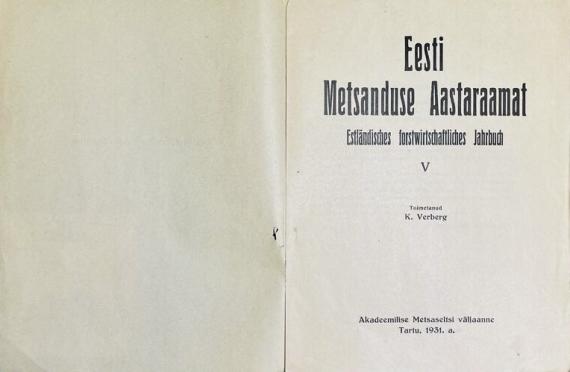 Eesti
Metsanduse Aastaraamat
Estländisches forstwirtschaftliches Jahrbuch
V
Toimetanud
K. Verberg
Akadeemilise Metsaseltsi väljaanne
Tartu, 1931. a.